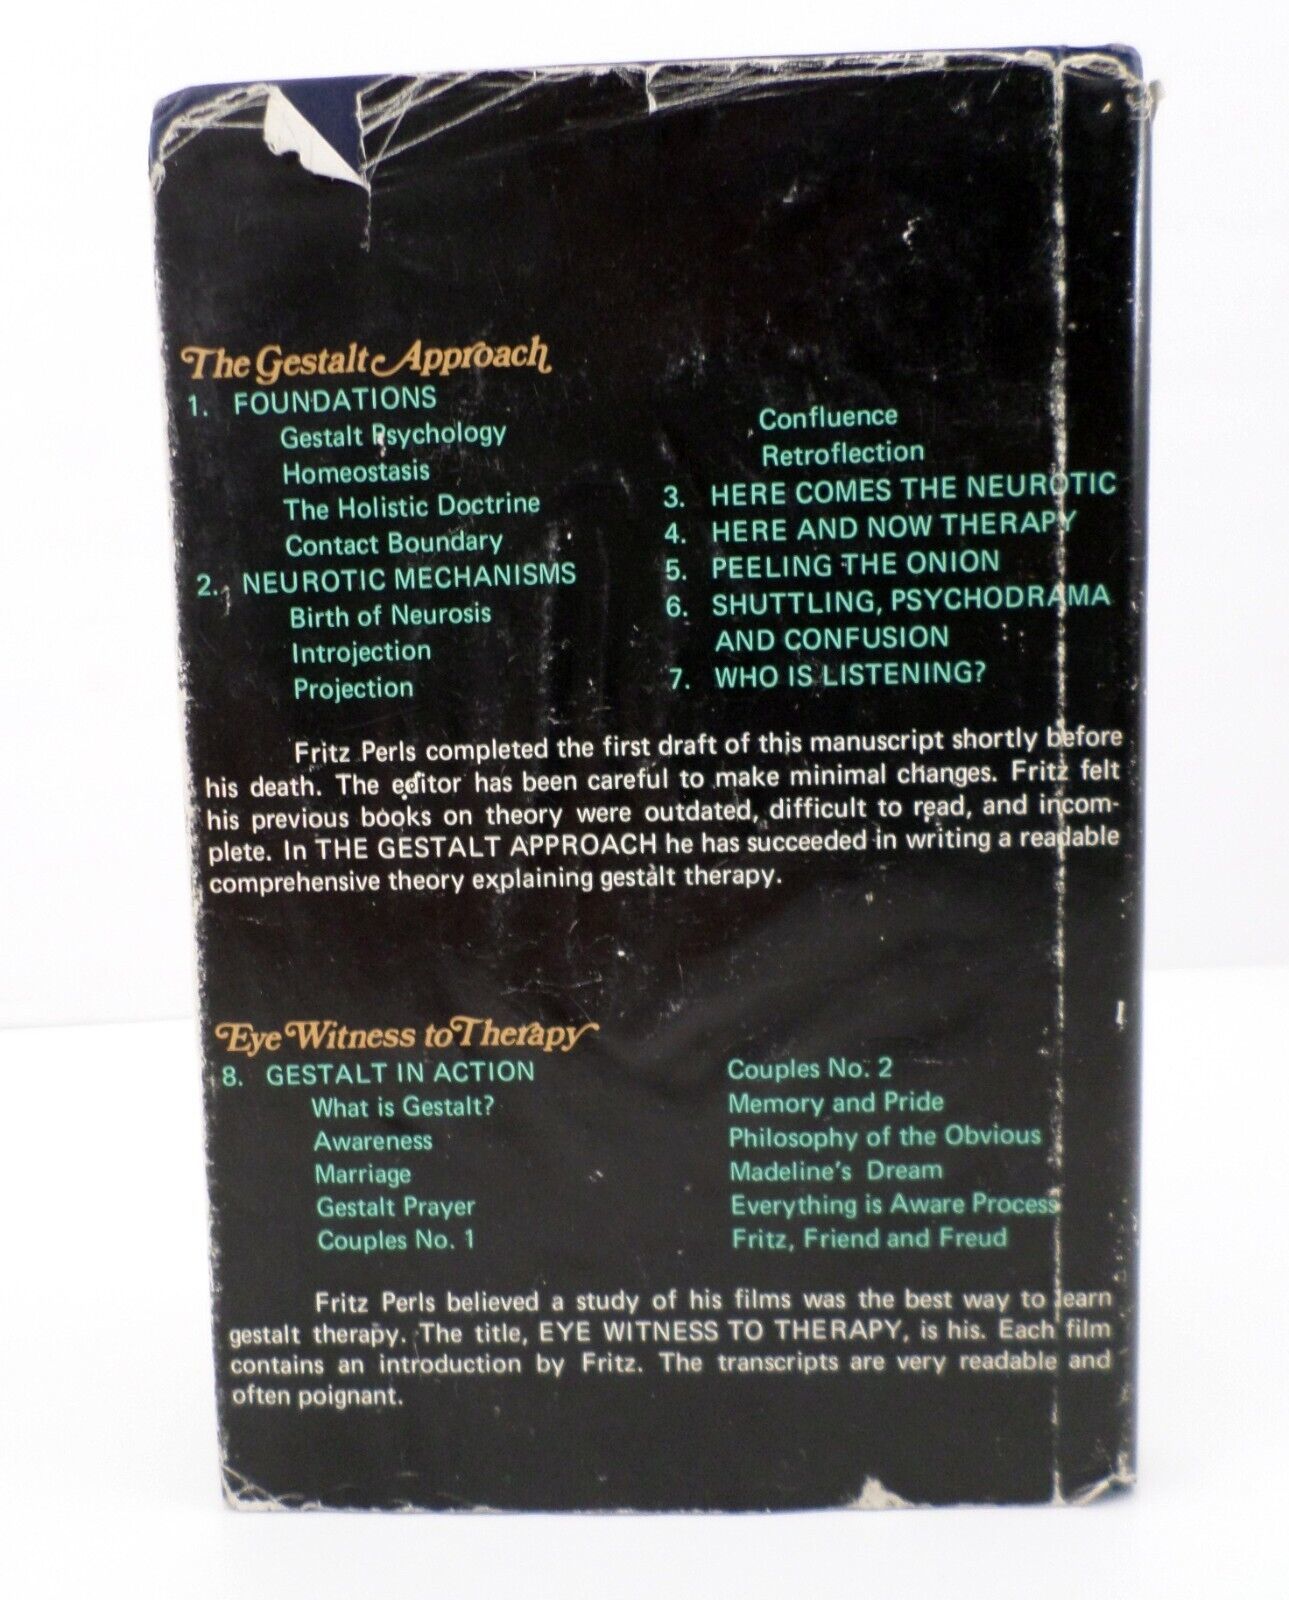 The Gestalt Approach
1. FOUNDATIONS
Gestalt Psychology
Homeostasis
The Holistic Doctrine
Contact Boundary
2. NEUROTIC MECHANISMS
Birth of Neurosis
Introjection
Projection
Confluence
Retroflection
3. HERE COMES THE NEUROTIC
4. HERE AND NOW THERAPY
5. PEELING THE ONION
6. SHUTTLING, PSYCHODRAMA
AND CONFUSION
7. WHO IS LISTENING?
Fritz Perls completed the first draft of this manuscript shortly before
his death. The editor has been careful to make minimal changes. Fritz felt
his previous books on theory were outdated, difficult to read, and incom-
plete. In THE GESTALT APPROACH he has succeeded in writing a readable
comprehensive theory explaining gestalt therapy.
Eye Witness to Therapy
8. GESTALT IN ACTION
What is Gestalt?
Awareness
Marriage
Gestalt Prayer
Couples No. 1
Couples No. 2
Memory and Pride
Philosophy of the Obvious
Madeline's Dream
Everything is Aware Process
Fritz, Friend and Freud
Fritz Perls believed a study of his films was the best way to learn
gestalt therapy. The title, EYE WITNESS TO THERAPY, is his. Each film
contains an introduction by Fritz. The transcripts are very readable and
often poignant.